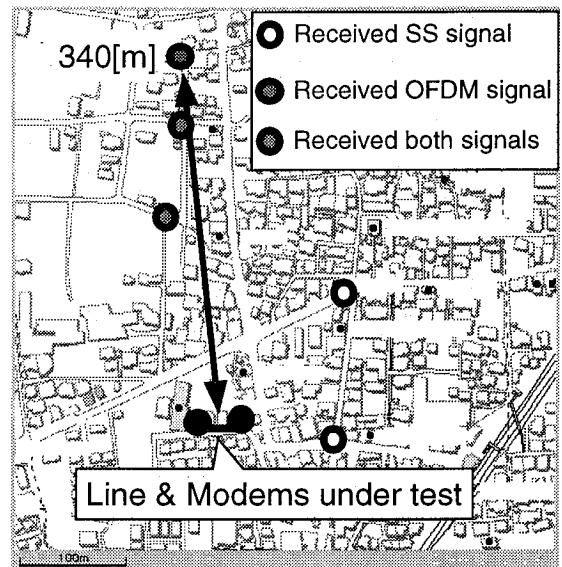 Received SS signal
340[m]
Received OFDM signal
Received both signals
Line & Modems under test
100m